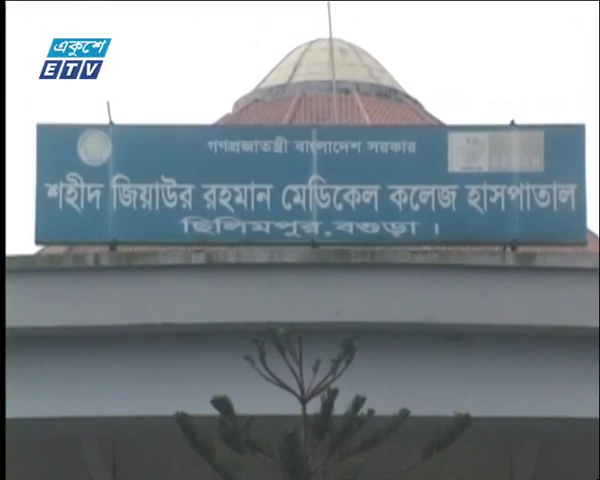 একুশে
ETV
গণপ্রজাতন্ত্রী বাংলাদেশ সরকার
শহীদ জিয়াউর রহমান মেডিকেল কলেজ হাসপাতাল
ছিলিমপুর, বগুড়া ।